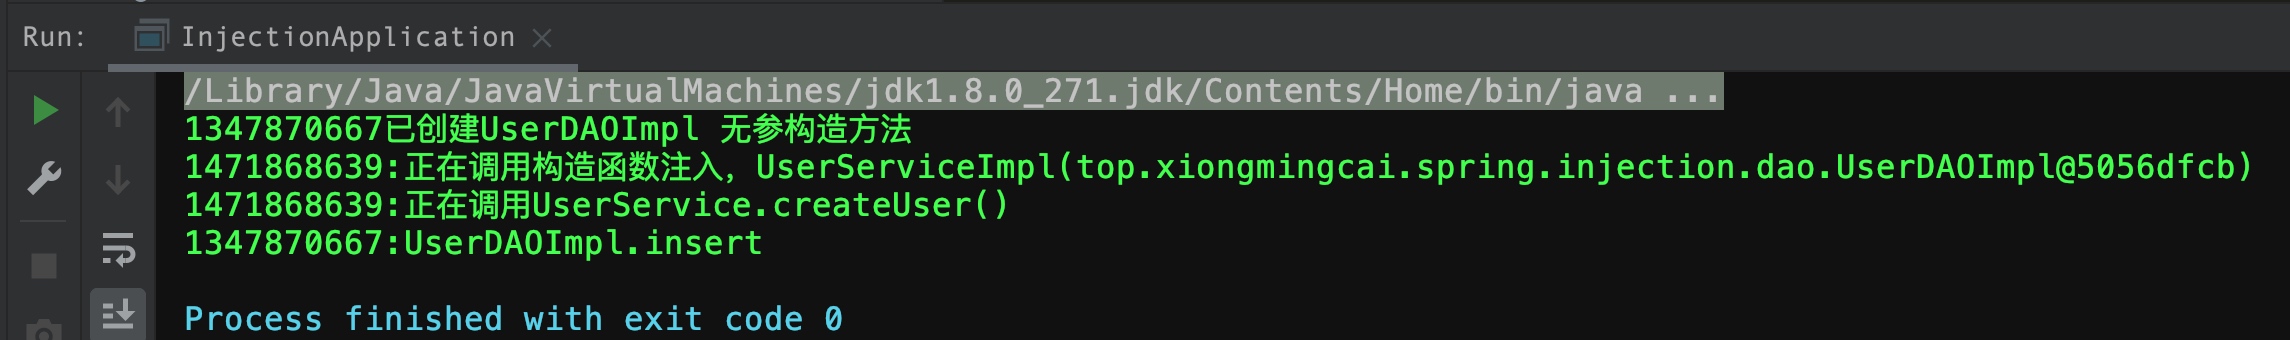 Run: InjectionApplication
/Library/Java/JavaVirtualMachines/jdk1.8.0_271.jdk/Contents/Home/bin/java ...
1347870667已创建UserDAOImpl 无参构造方法
1471868639:正在调用构造函数注入，UserServiceImpl(top.xiongmingcai.spring.injection.dao.UserDAOImpl@5056dfcb)
1471868639:正在调用UserService.createUser()
1347870667:UserDAOImpl.insert
Process finished with exit code 0